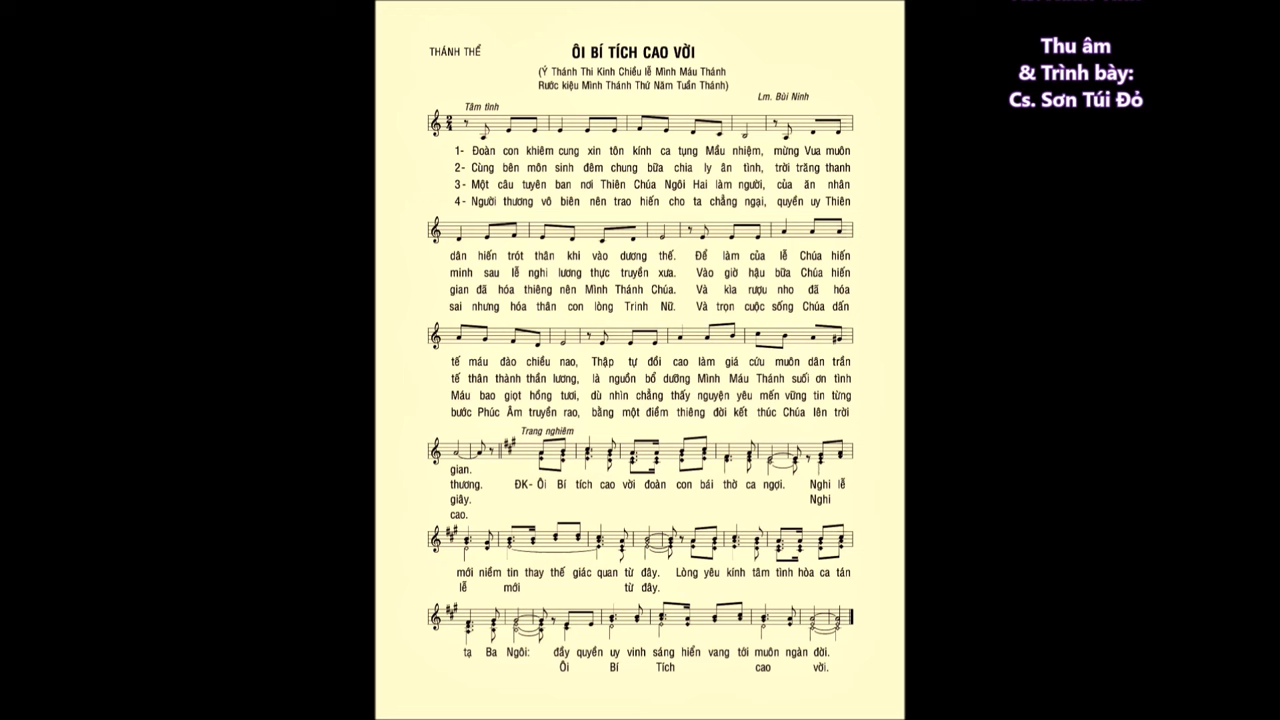 Thu âm
& Trình bày:
Cs. Sơn Túi Đỏ
THÁNH THỂ
ÔI BÍ TÍCH CAO VỜI
(Ý Thánh Thi Kinh Chiều lễ Mình Máu Thánh
Rước kiệu Mình Thánh Thứ Năm Tuần Thánh)
Lm. Bùi Ninh
Tâm tình
1- Đoàn con khiêm cung xin tôn kính ca tụng Mầu nhiệm, mừng Vua muôn
2- Cùng bên môn sinh đêm chung bữa chia ly ân tình, trời trăng thanh
3- Một câu tuyên ban nơi Thiên Chúa Ngôi Hai làm người, của ăn nhân
4- Người thương vô biên nên trao hiến cho ta chẳng ngại, quyền uy Thiên
dân hiến trót thân khi vào dương thế. Để làm của lễ Chúa hiến
minh sau lễ nghi lương thực truyền xưa. Vào giờ hậu bữa Chúa hiến
gian đã hóa thiêng nên Mình Thánh Chúa. Và kìa rượu nho đã hóa
sai nhưng hóa thân con lòng Trinh Nữ. Và trọn cuộc sống Chúa dấn
tế máu đào chiều nao, Thập tự đồi cao làm giá cứu muôn dân trần
tế thân thành thần lương, là nguồn bổ dưỡng Mình Máu Thánh suối ơn tình
Máu bao giọt hồng tươi, dù nhìn chẳng thấy nguyện yêu mến vững tin từng
bước Phúc Âm truyền rao, bằng một điềm thiêng đời kết thúc Chúa lên trời
Trang nghiêm
gian.
thương. ĐK- Ôi Bí tích cao vời đoàn con bái thờ ca ngợi. Nghi lễ
giây. Nghi
cao.
mới niềm tin thay thế giác quan từ đây. Lòng yêu kính tâm tình hòa ca tán
lễ mới từ đây.
tạ Ba Ngôi: đầy quyền uy vinh sáng hiển vang tới muôn ngàn đời.
Ôi Bí Tích cao vời.